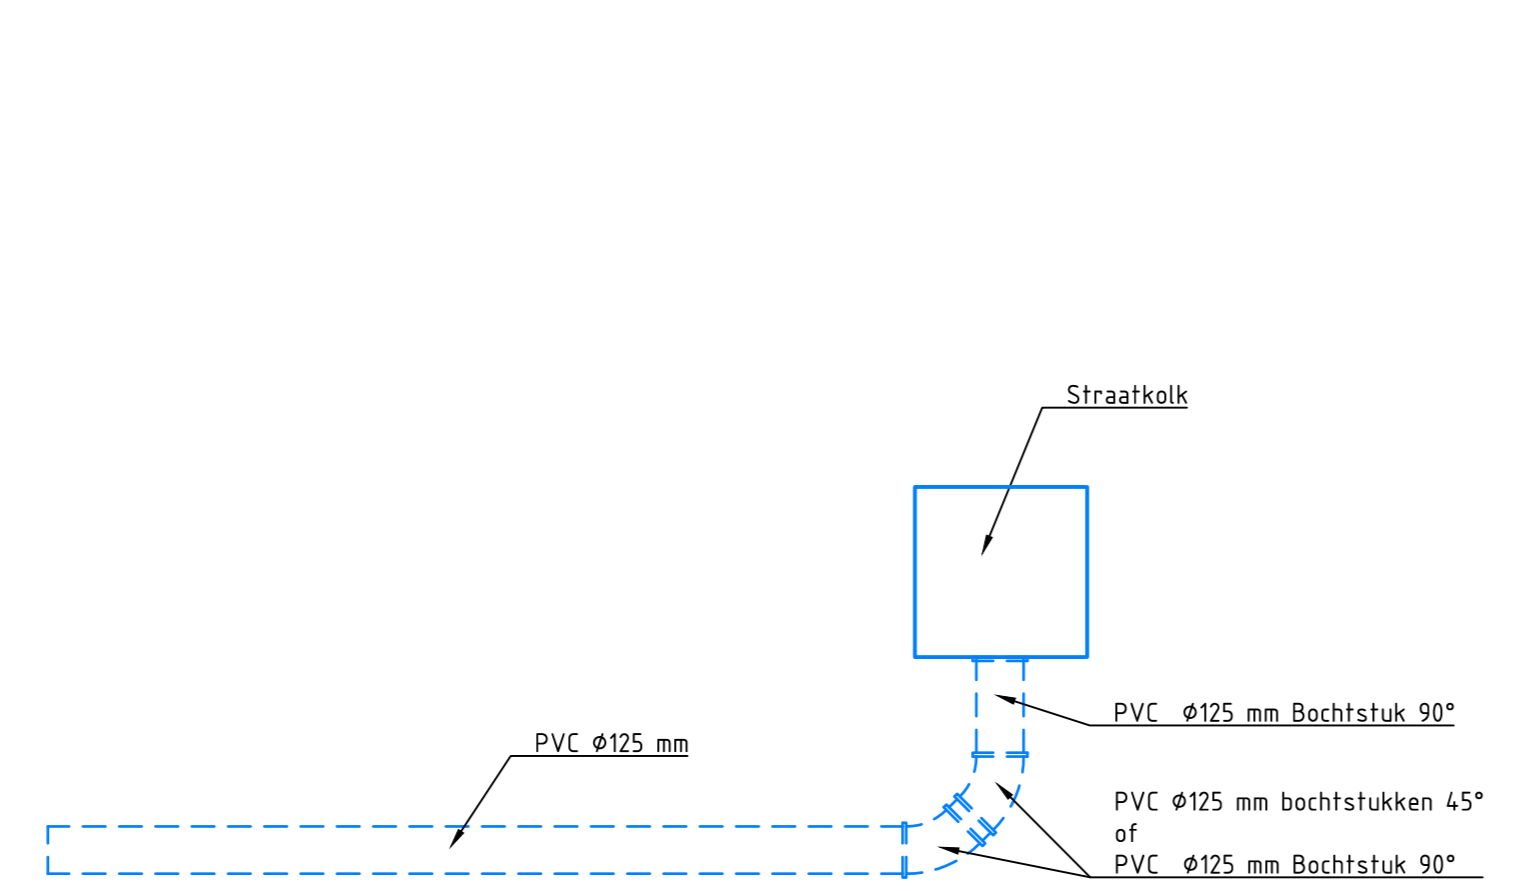 Straatkolk
PVC Ø125 mm Bochtstuk 90°
PVC Ø125 mm
PVC Ø125 mm bochtstukken 45°
of
PVC Ø125 mm Bochtstuk 90°